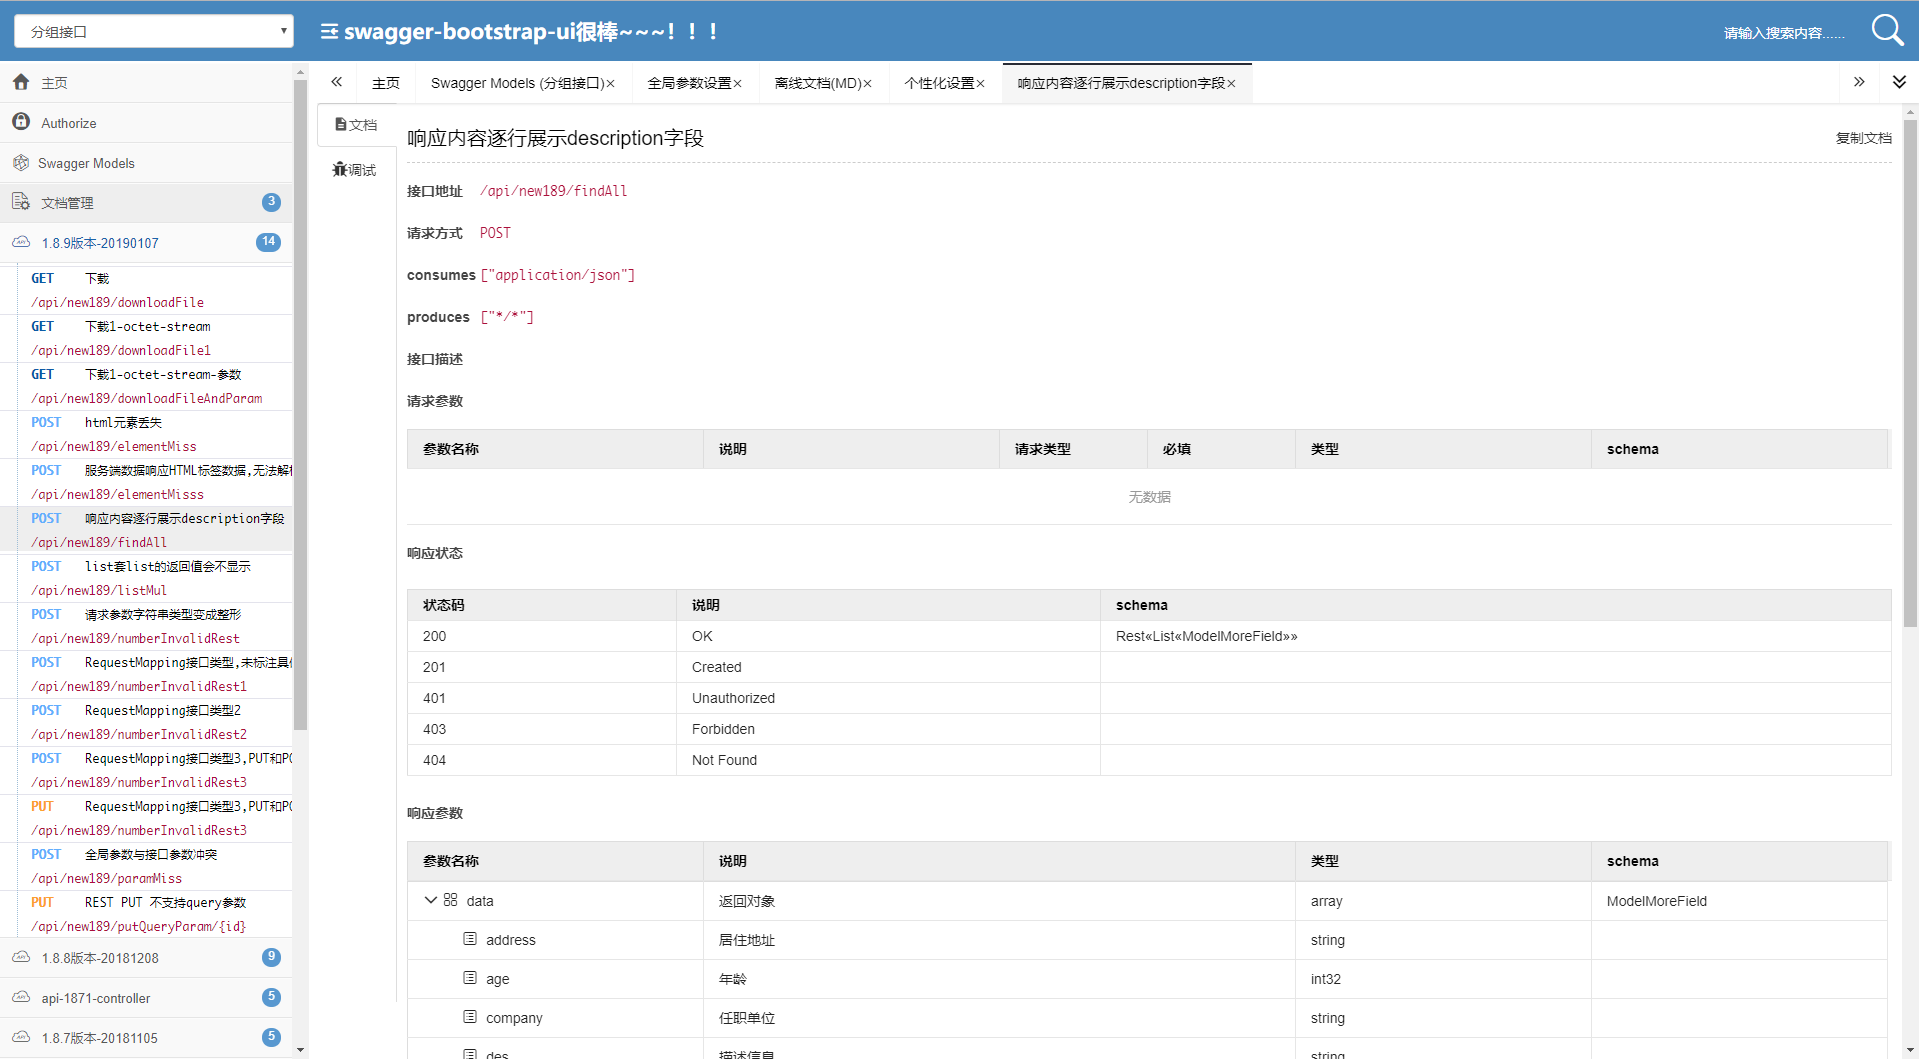 分组接口
swagger-bootstrap-ui很棒~~~！！！
请输入搜索内容......
主页
Authorize
Swagger Models
文档管理 3
1.8.9版本-20190107 14
GET 下载
/api/new189/downloadFile
GET 下载1-octet-stream
/api/new189/downloadFile1
GET 下载1-octet-stream-参数
/api/new189/downloadFileAndParam
POST html元素丢失
/api/new189/elementMiss
POST 服务端数据响应HTML标签数据,无法解析
/api/new189/elementMisss
POST 响应内容逐行展示description字段
/api/new189/findAll
POST list套list的返回值会不显示
/api/new189/listMul
POST 请求参数字符串类型变成整形
/api/new189/numberInvalidRest
POST RequestMapping接口类型,未标注具体
/api/new189/numberInvalidRest1
POST RequestMapping接口类型2
/api/new189/numberInvalidRest2
POST RequestMapping接口类型3,PUT和PO
/api/new189/numberInvalidRest3
PUT RequestMapping接口类型3,PUT和PO
/api/new189/numberInvalidRest3
POST 全局参数与接口参数冲突
/api/new189/paramMiss
PUT REST PUT 不支持query参数
/api/new189/putQueryParam/{id}
1.8.8版本-20181208 9
api-1871-controller 5
1.8.7版本-20181105 5
主页 Swagger Models (分组接口)× 全局参数设置× 离线文档(MD)× 个性化设置× 响应内容逐行展示description字段×
文档
调试
响应内容逐行展示description字段 复制文档
接口地址 /api/new189/findAll
请求方式 POST
consumes ["application/json"]
produces ["*/*"]
接口描述
请求参数
参数名称 说明 请求类型 必填 类型 schema
无数据
响应状态
状态码 说明 schema
200 OK Rest«List«ModelMoreField»»
201 Created
401 Unauthorized
403 Forbidden
404 Not Found
响应参数
参数名称 说明 类型 schema
data 返回对象 array ModelMoreField
address 居住地址 string
age 年龄 int32
company 任职单位 string
des 描述信息 string